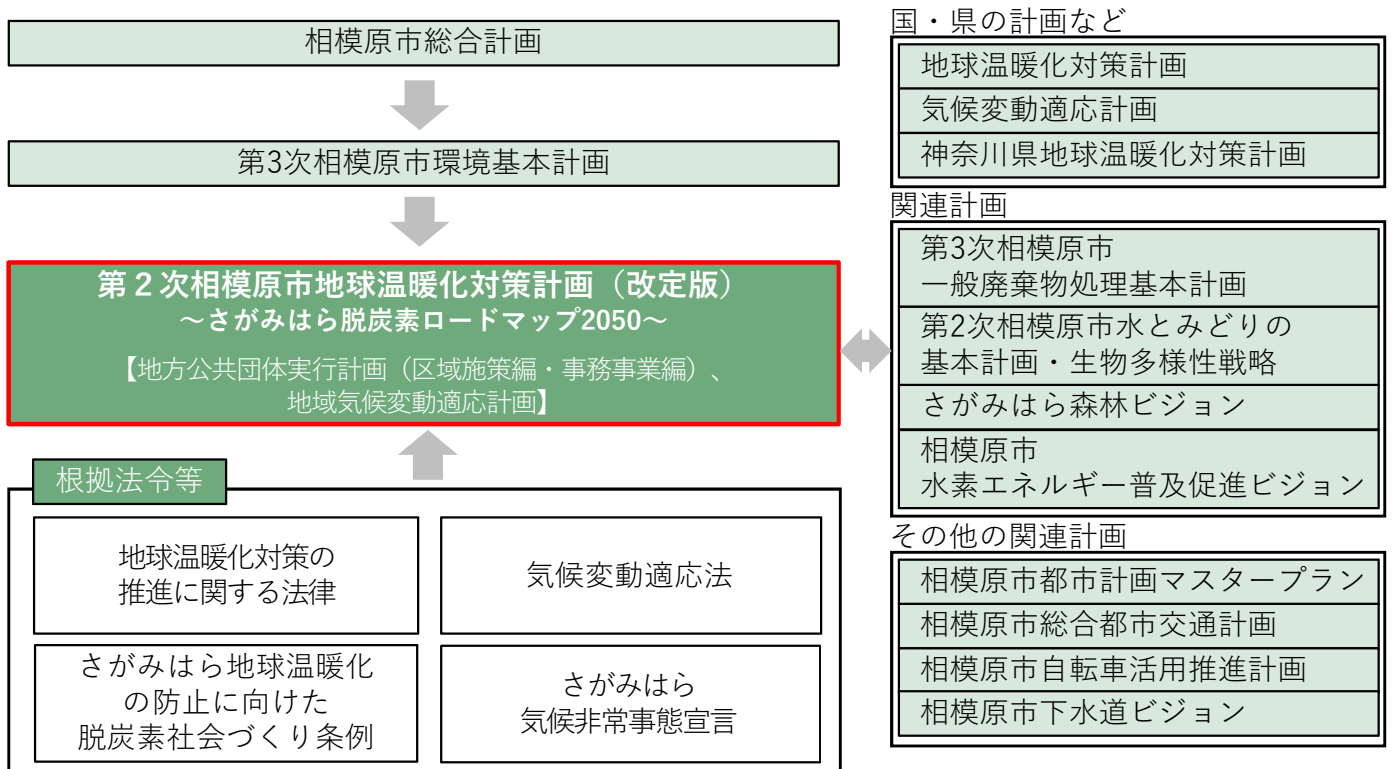 相模原市総合計画
第3次相模原市環境基本計画
第２次相模原市地球温暖化対策計画（改定版）
～さがみはら脱炭素ロードマップ2050～
【地方公共団体実行計画（区域施策編・事務事業編）、
地域気候変動適応計画】
根拠法令等
地球温暖化対策の
推進に関する法律
気候変動適応法
さがみはら地球温暖化
の防止に向けた
脱炭素社会づくり条例
さがみはら
気候非常事態宣言
国・県の計画など
地球温暖化対策計画
気候変動適応計画
神奈川県地球温暖化対策計画
関連計画
第3次相模原市
一般廃棄物処理基本計画
第2次相模原市水とみどりの
基本計画・生物多様性戦略
さがみはら森林ビジョン
相模原市
水素エネルギー普及促進ビジョン
その他の関連計画
相模原市都市計画マスタープラン
相模原市総合都市交通計画
相模原市自転車活用推進計画
相模原市下水道ビジョン